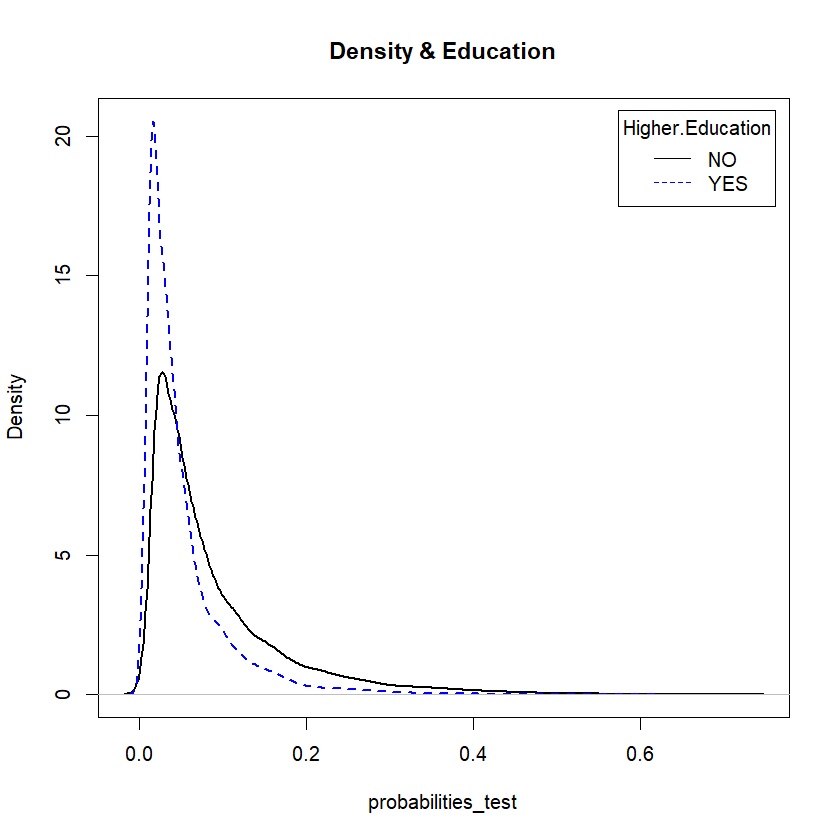 Density & Education
Higher.Education
NO
YES
Density
20
15
10
5
0
0.0
0.2
0.4
0.6
probabilities_test